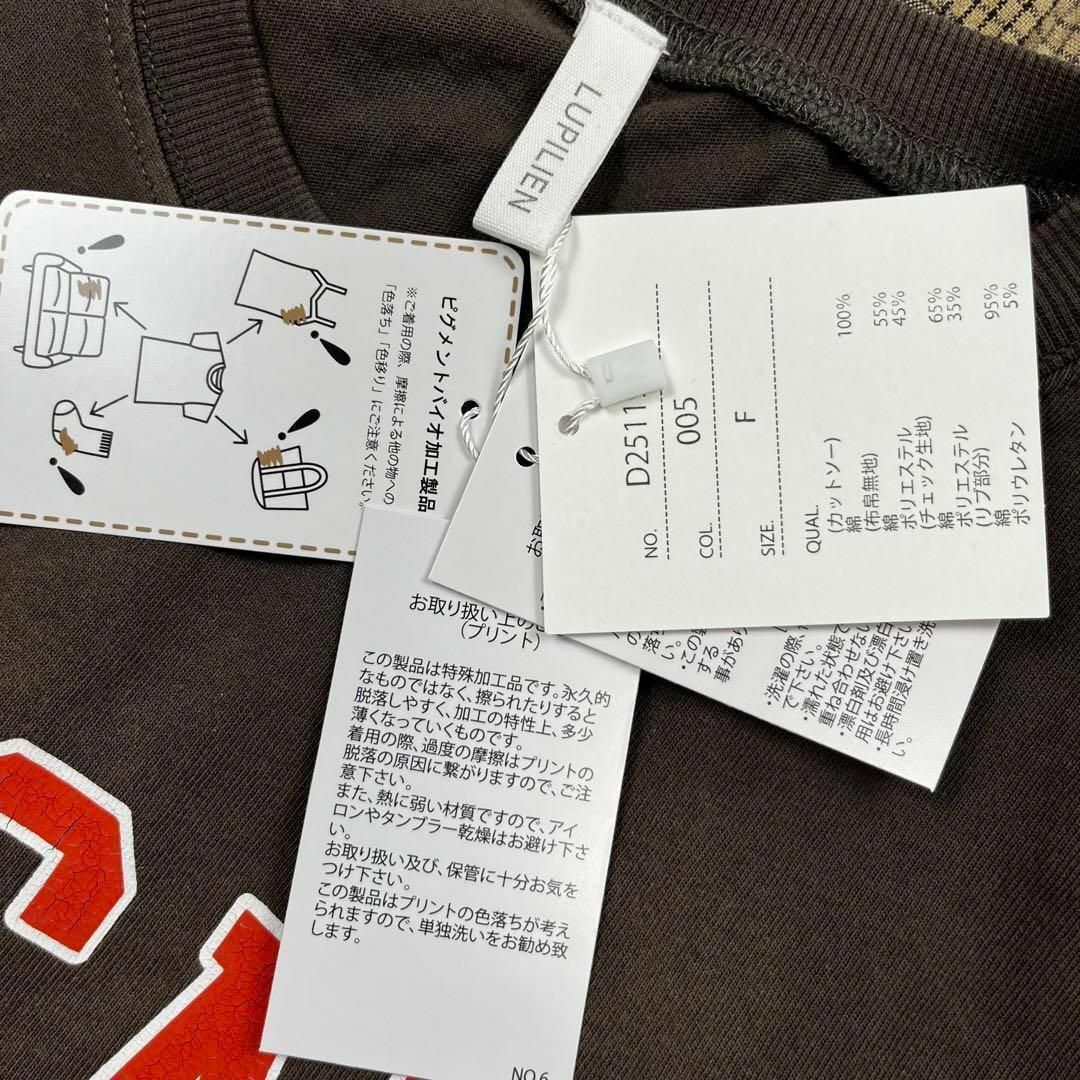 LUPILIEN
ピグメントバイオ加工製品
※ご着用の際、摩擦による他の物への
「色落ち」「色移り」にご注意ください。
NO. D2511
COL. 005
SIZE. F
QUAL.
(カットソー)
綿 100%
(布帛無地)
綿 55%
ポリエステル 45%
(チェック生地)
綿 65%
ポリエステル 35%
(リブ部分)
綿 95%
ポリウレタン 5%
お取り扱い上の
(プリント)
この製品は特殊加工品です。永久的
なものではなく、擦られたりすると
脱落しやすく、加工の特性上、多少
薄くなっていくものです。
着用の際、過度の摩擦はプリントの
脱落の原因に繋がりますので、ご注
意下さい。
また、熱に弱い材質ですので、アイ
ロンやタンブラー乾燥はお避け下さ
い。
お取り扱い及び、保管に十分お気を
つけ下さい。
この製品はプリントの色落ちが考え
られますので、単独洗いをお勧め致
します。
NO.6
落
い。
・この
する
事があり
・洗濯の際、
で下さい。
・濡れた状態で
重ね合わせない
・漂白剤及び漂白
用はお避け下さい
・長時間浸け置き洗
い。